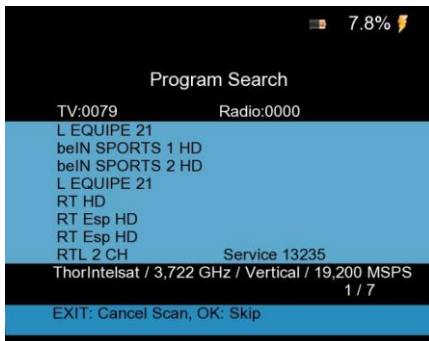 7.8%
Program Search
TV:0079 Radio:0000
L EQUIPE 21
beIN SPORTS 1 HD
beIN SPORTS 2 HD
L EQUIPE 21
RT HD
RT Esp HD
RT Esp HD
RTL 2 CH Service 13235
ThorIntelsat / 3,722 GHz / Vertical / 19,200 MSPS
1 / 7
EXIT: Cancel Scan, OK: Skip